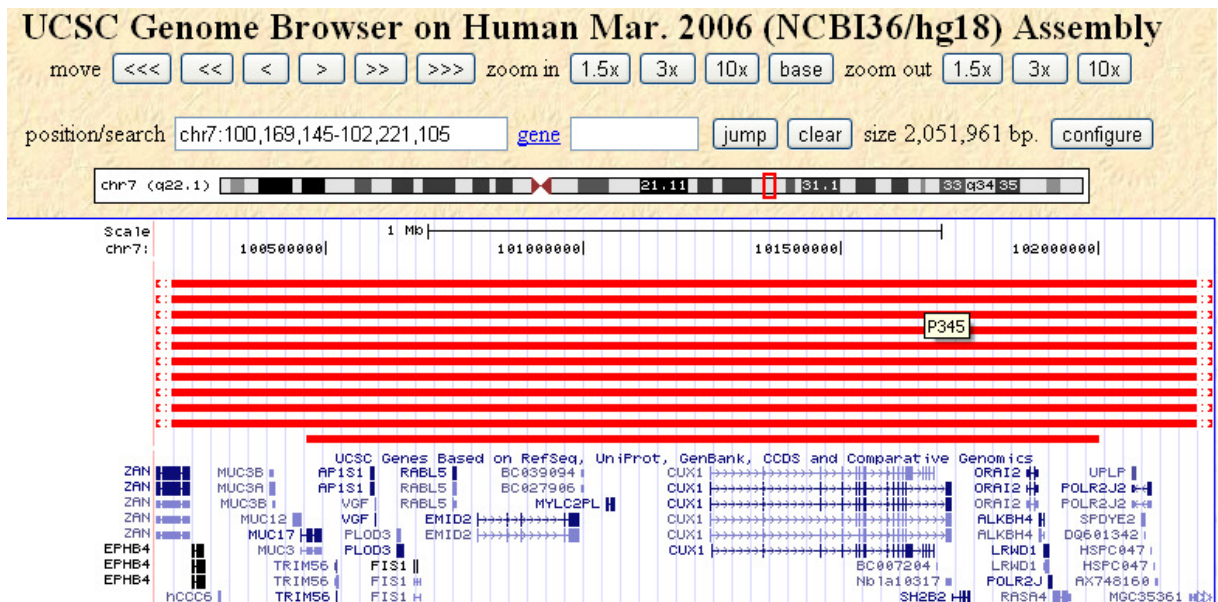 UCSC Genome Browser on Human Mar. 2006 (NCBI36/hg18) Assembly
move <<< << < > >> >>> zoom in 1.5x 3x 10x base zoom out 1.5x 3x 10x
position/search chr7:100,169,145-102,221,105 gene jump clear size 2,051,961 bp. configure
chr7 (q22.1) 21.11 31.1 33 q34 35
Scale 1 Mb
chr7: 100500000| 101000000| 101500000| 102000000|
P345
UCSC Genes Based on RefSeq, UniProt, GenBank, CCDS and Comparative Genomics
ZAN MUC3B AP1S1 RABL5 BC039094 CUX1 ORAI2 UPLP
ZAN MUC3A AP1S1 RABL5 BC027906 CUX1 ORAI2 POLR2J2
ZAN MUC3B VGF RABL5 MYLC2PL CUX1 ORAI2 POLR2J2
ZAN MUC12 VGF EMID2 CUX1 ALKBH4 SPDYE2
ZAN MUC17 PLOD3 EMID2 CUX1 ALKBH4 DQ601342
EPHB4 MUC3 PLOD3 CUX1 LRWD1 HSPC047
EPHB4 TRIM56 FIS1 BC007204 LRWD1 HSPC047
EPHB4 TRIM56 FIS1 Nbla10317 POLR2J AX748160
hCCC6 TRIM56 FIS1 SH2B2 RASA4 MGC35361